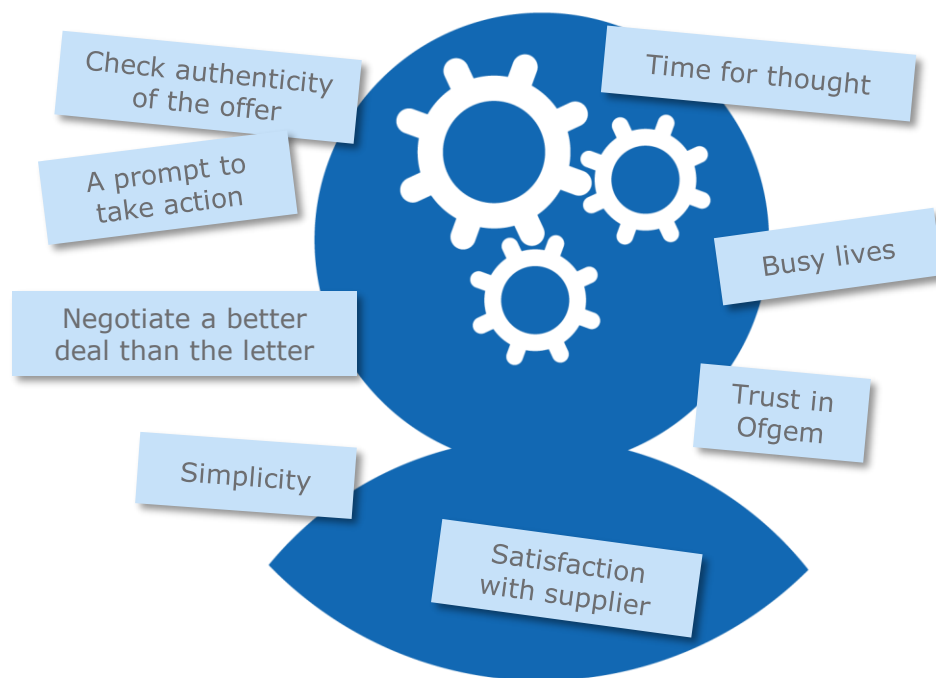 Check authenticity
of the offer
Time for thought
A prompt to
take action
Busy lives
Negotiate a better
deal than the letter
Trust in
Ofgem
Simplicity
Satisfaction
with supplier